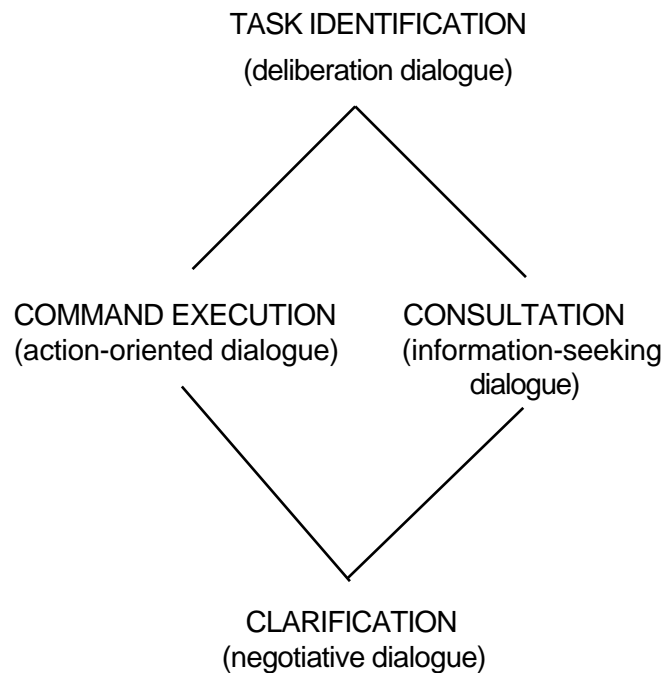 TASK IDENTIFICATION
(deliberation dialogue)
COMMAND EXECUTION
(action-oriented dialogue)
CONSULTATION
(information-seeking
dialogue)
CLARIFICATION
(negotiative dialogue)